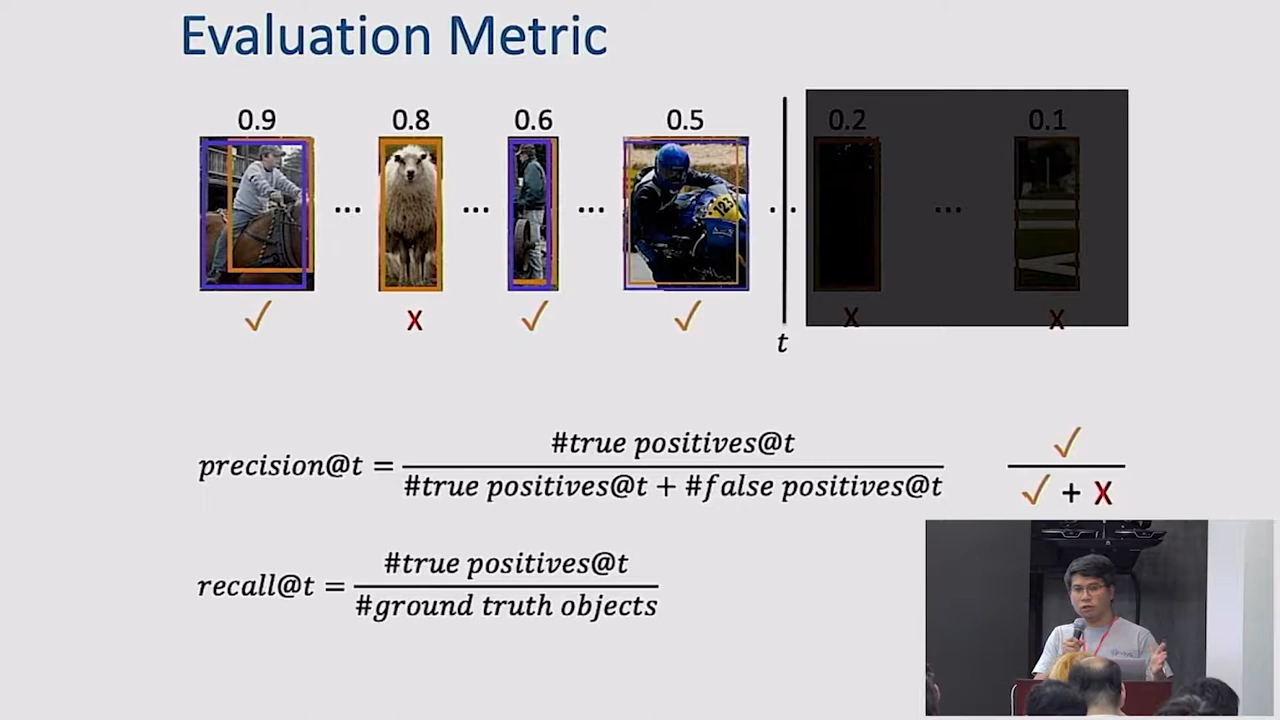 Evaluation Metric
0.9 0.8 0.6 0.5 0.2 0.1
... ... ... ... ...
123
✓ X ✓ ✓ X X
t
precision@t = #true positives@t / #true positives@t + #false positives@t
✓ / ✓ + X
recall@t = #true positives@t / #ground truth objects